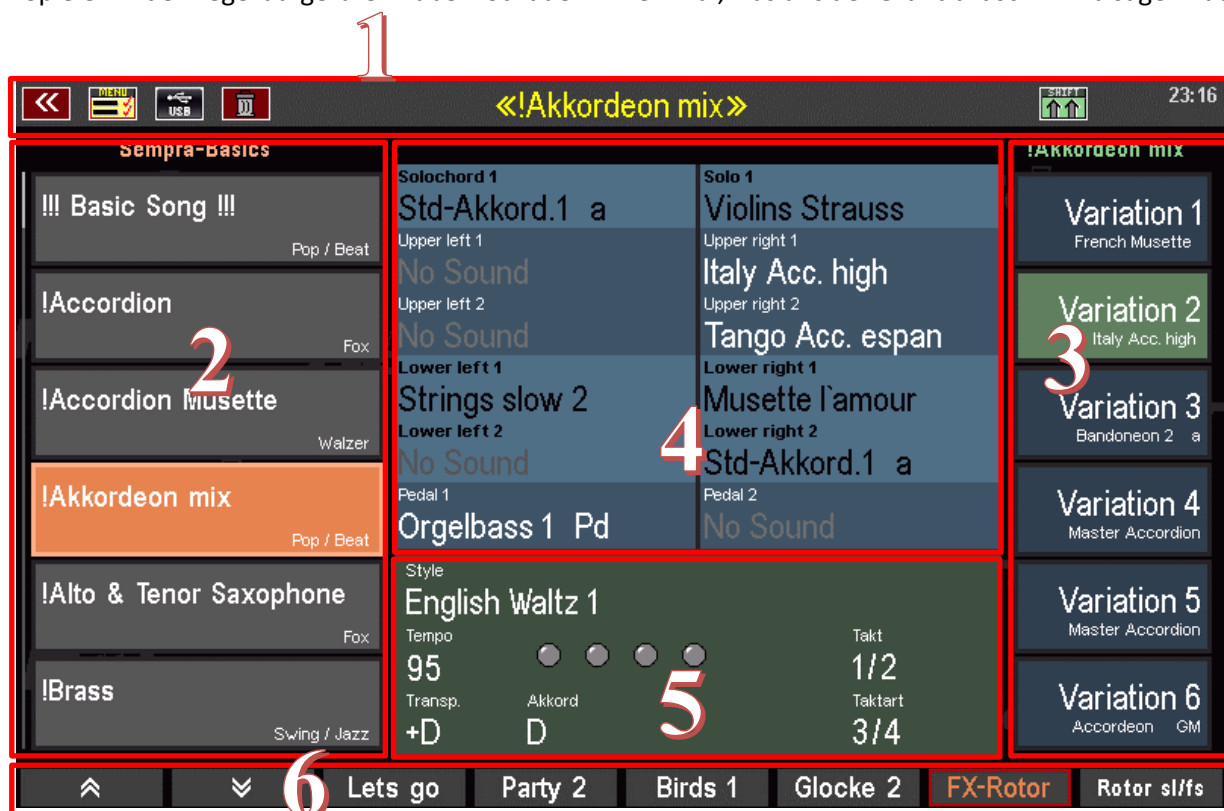 1
MENU
USB
«!Akkordeon mix»
SHIFT
23:16
Sempra-Basics
!!! Basic Song !!!
Pop / Beat
!Accordion
Fox
2
!Accordion Musette
Walzer
!Akkordeon mix
Pop / Beat
!Alto & Tenor Saxophone
Fox
!Brass
Swing / Jazz
Solochord 1
Std-Akkord.1 a
Solo 1
Violins Strauss
Upper left 1
No Sound
Upper right 1
Italy Acc. high
Upper left 2
No Sound
Upper right 2
Tango Acc. espan
Lower left 1
Strings slow 2
Lower right 1
Musette l`amour
Lower left 2
No Sound
4
Lower right 2
Std-Akkord.1 a
Pedal 1
Orgelbass 1 Pd
Pedal 2
No Sound
Style
English Waltz 1
Tempo
95
Takt
1/2
Transp.
+D
Akkord
D
5
Taktart
3/4
!Akkordeon mix
Variation 1
French Musette
Variation 2
Italy Acc. high
3
Variation 3
Bandoneon 2 a
Variation 4
Master Accordion
Variation 5
Master Accordion
Variation 6
Accordeon GM
6
Lets go
Party 2
Birds 1
Glocke 2
FX-Rotor
Rotor sl/fs